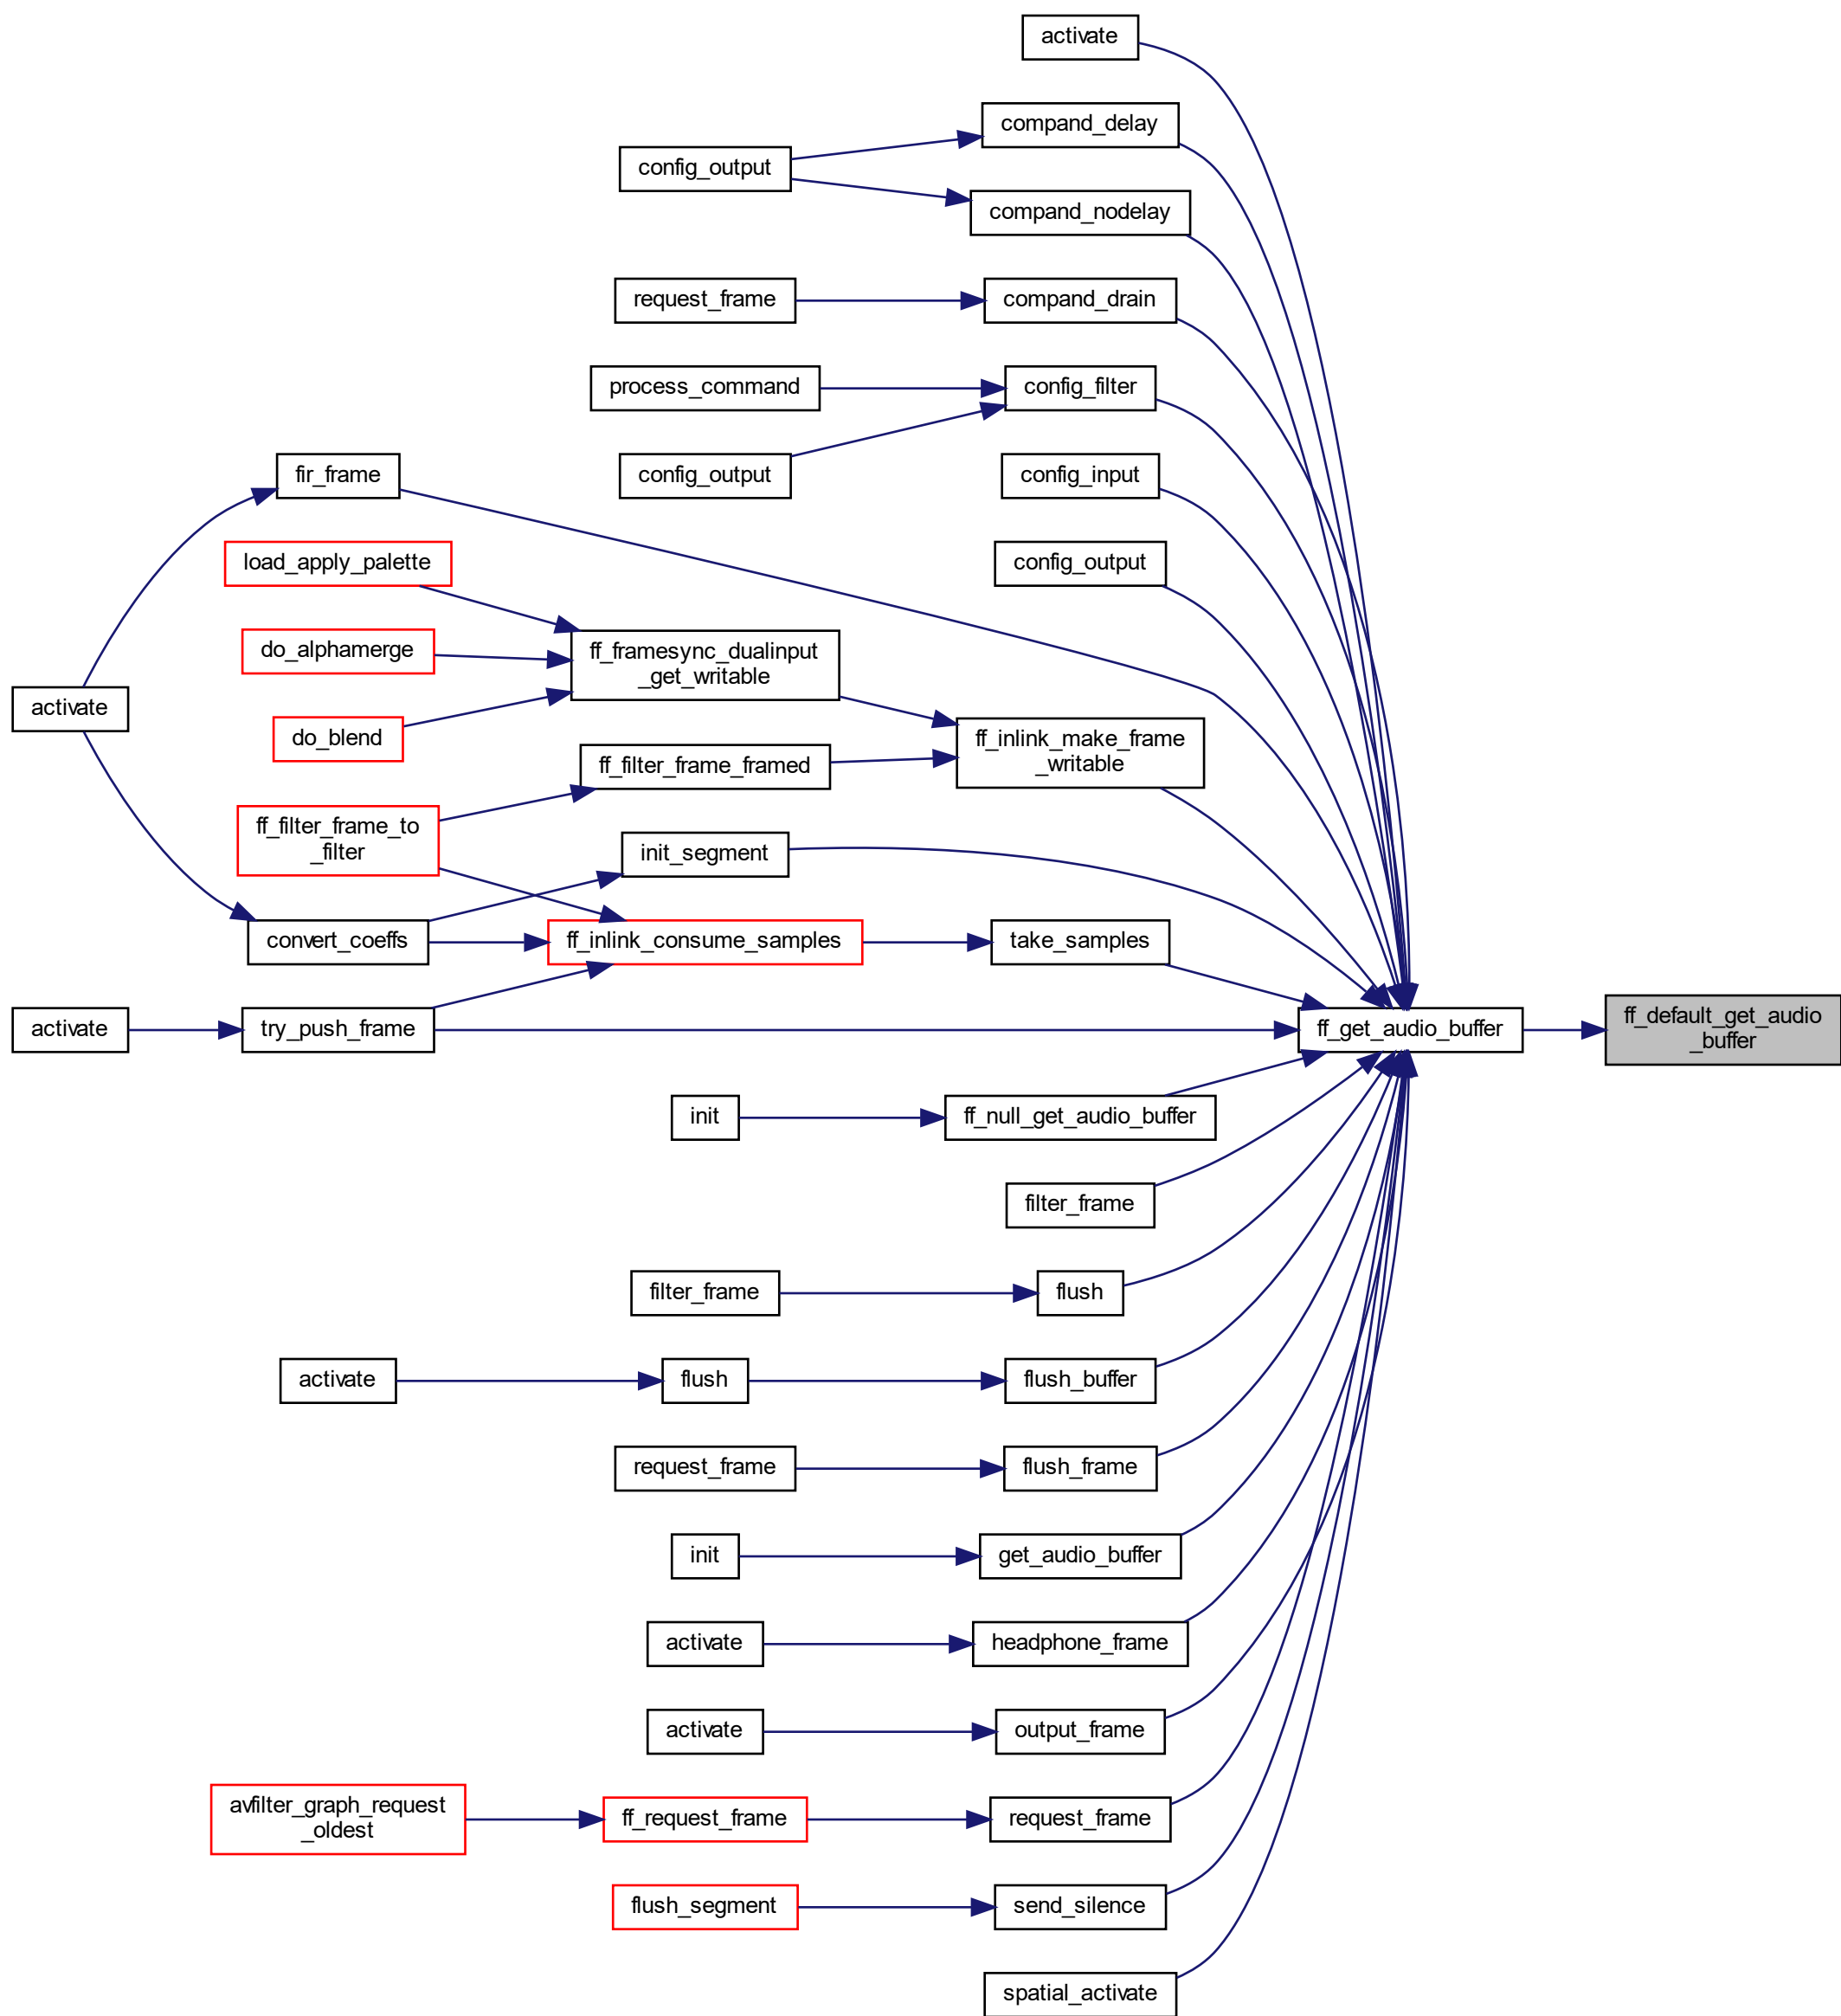 activate
compand_delay
config_output
compand_nodelay
request_frame
compand_drain
process_command
config_filter
fir_frame
config_output
config_input
load_apply_palette
config_output
do_alphamerge
ff_framesync_dualinput
_get_writable
activate
do_blend
ff_inlink_make_frame
_writable
ff_filter_frame_framed
ff_filter_frame_to
_filter
init_segment
convert_coeffs
ff_inlink_consume_samples
take_samples
activate
try_push_frame
ff_get_audio_buffer
ff_default_get_audio
_buffer
init
ff_null_get_audio_buffer
filter_frame
filter_frame
flush
activate
flush
flush_buffer
request_frame
flush_frame
init
get_audio_buffer
activate
headphone_frame
activate
output_frame
avfilter_graph_request
_oldest
ff_request_frame
request_frame
flush_segment
send_silence
spatial_activate